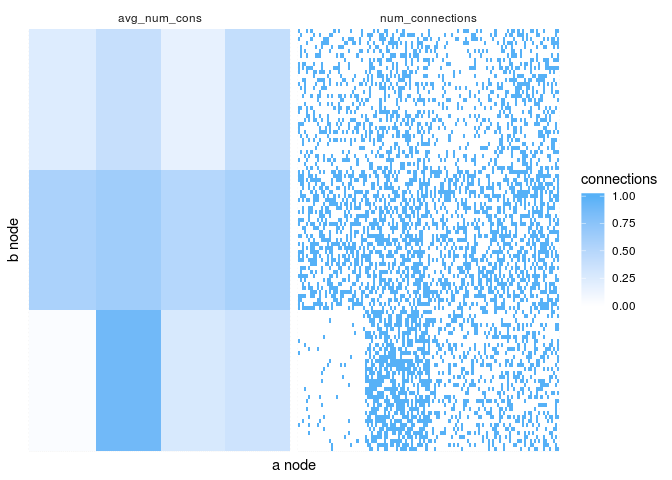 avg_num_cons
num_connections
b node
a node
connections
1.00
0.75
0.50
0.25
0.00